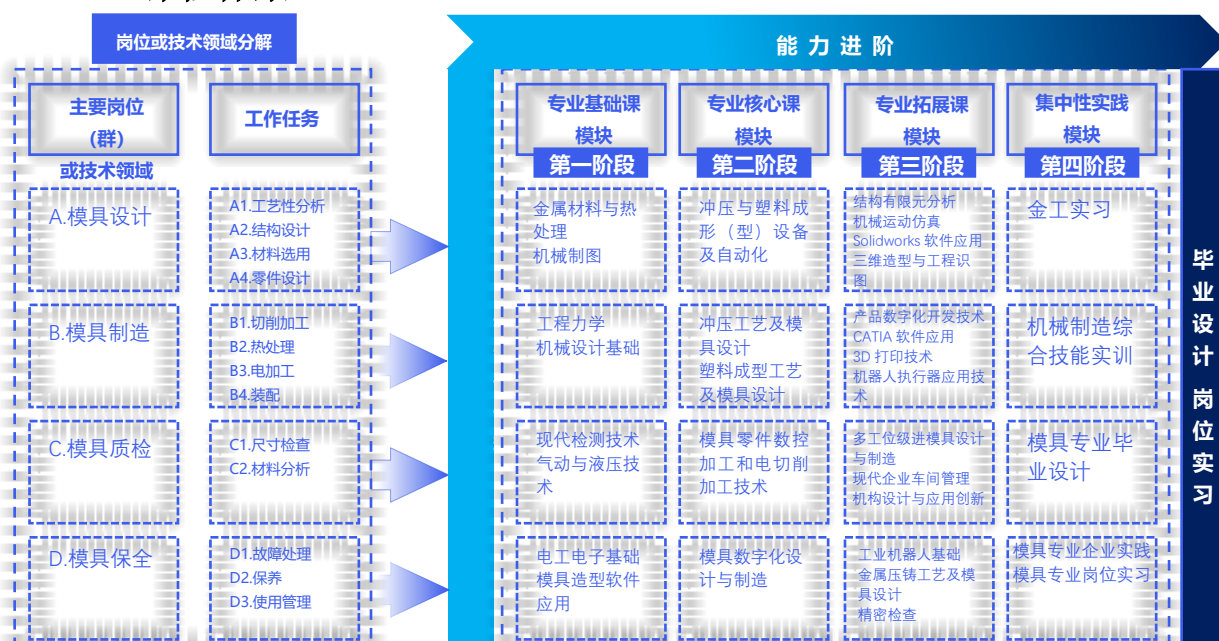 岗位或技术领域分解
能力进阶
主要岗位
(群)
或技术领域
工作任务
专业基础课
模块
第一阶段
专业核心课
模块
第二阶段
专业拓展课
模块
第三阶段
集中性实践
模块
第四阶段
A.模具设计
A1.工艺性分析
A2.结构设计
A3.材料选用
A4.零件设计
金属材料与热
处理
机械制图
冲压与塑料成
形（型）设备
及自动化
结构有限元分析
机械运动仿真
Solidworks 软件应用
三维造型与工程识
图
金工实习
B.模具制造
B1.切削加工
B2.热处理
B3.电加工
B4.装配
工程力学
机械设计基础
冲压工艺及模
具设计
塑料成型工艺
及模具设计
产品数字化开发技术
CATIA 软件应用
3D 打印技术
机器人执行器应用技
术
机械制造综
合技能实训
C.模具质检
C1.尺寸检查
C2.材料分析
现代检测技术
气动与液压技
术
模具零件数控
加工和电切削
加工技术
多工位级进模具设计
与制造
现代企业车间管理
机构设计与应用创新
模具专业毕
业设计
D.模具保全
D1.故障处理
D2.保养
D3.使用管理
电工电子基础
模具造型软件
应用
模具数字化设
计与制造
工业机器人基础
金属压铸工艺及模
具设计
精密检查
模具专业企业实践
模具专业岗位实习
毕业设计 岗位实习